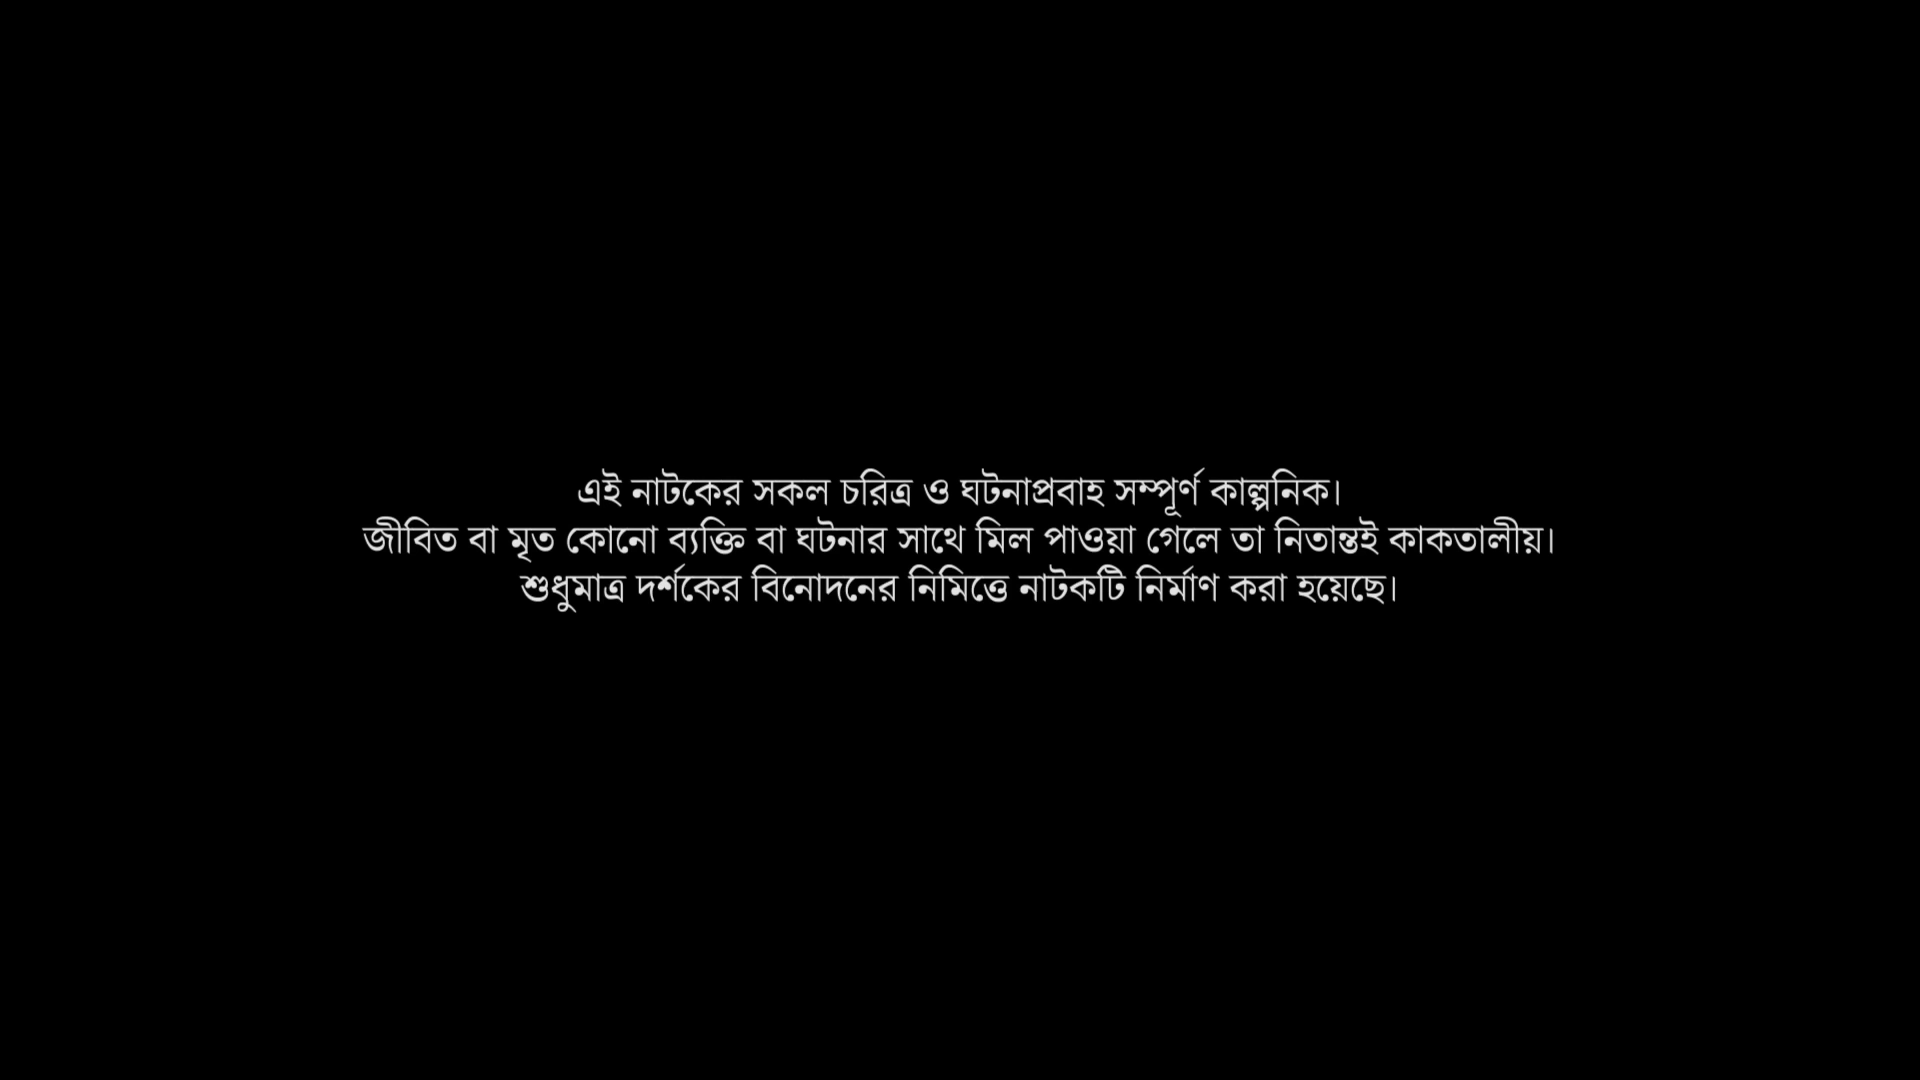 এই নাটকের সকল চরিত্র ও ঘটনাপ্রবাহ সম্পূর্ণ কাল্পনিক।
জীবিত বা মৃত কোনো ব্যক্তি বা ঘটনার সাথে মিল পাওয়া গেলে তা নিতান্তই কাকতালীয়।
শুধুমাত্র দর্শকের বিনোদনের নিমিত্তে নাটকটি নির্মাণ করা হয়েছে।